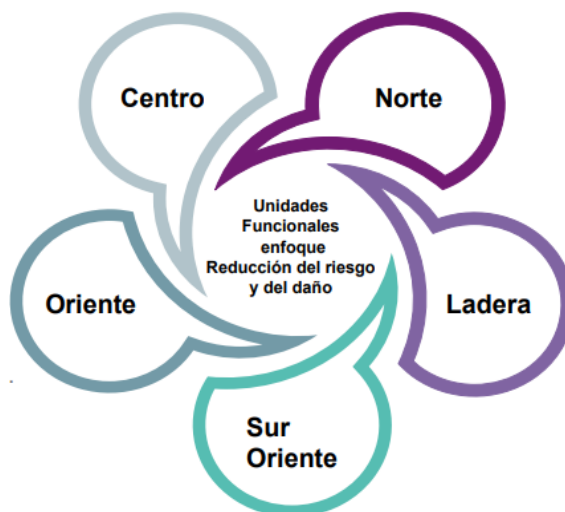 Centro
Norte
Unidades
Funcionales
enfoque
Reducción del riesgo
y del daño
Oriente
Ladera
Sur
Oriente